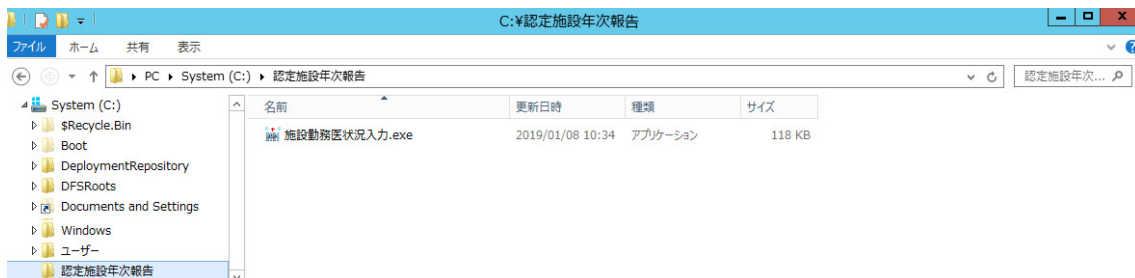 C:¥認定施設年次報告
ファイル ホーム 共有 表示
PC System (C:) 認定施設年次報告 認定施設年次...
System (C:) 名前 更新日時 種類 サイズ
$Recycle.Bin 施設勤務医状況入力.exe 2019/01/08 10:34 アプリケーション 118 KB
Boot
DeploymentRepository
DFSRoots
Documents and Settings
Windows
ユーザー
認定施設年次報告